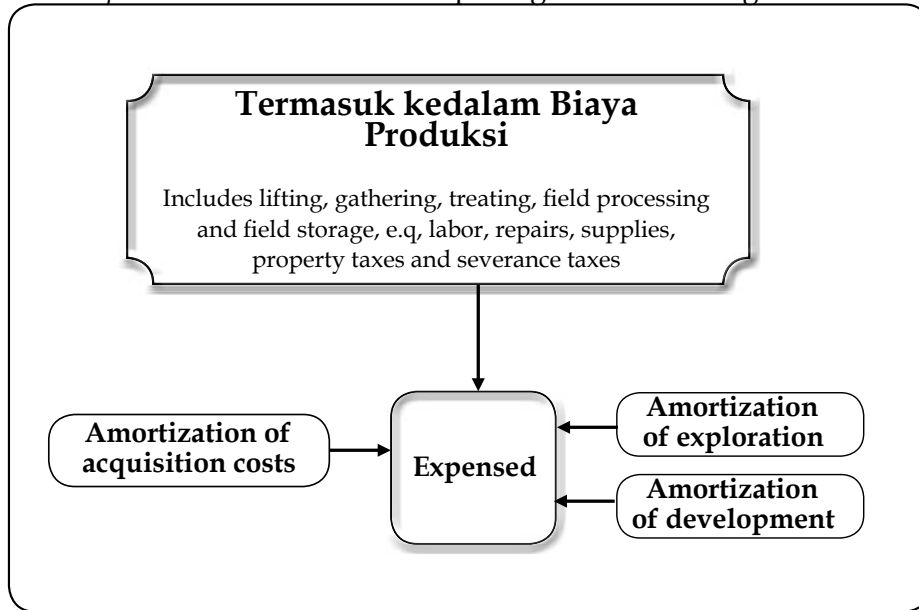 Termasuk kedalam Biaya
Produksi
Includes lifting, gathering, treating, field processing
and field storage, e.q, labor, repairs, supplies,
property taxes and severance taxes
Amortization of
acquisition costs
Expensed
Amortization
of exploration
Amortization
of development